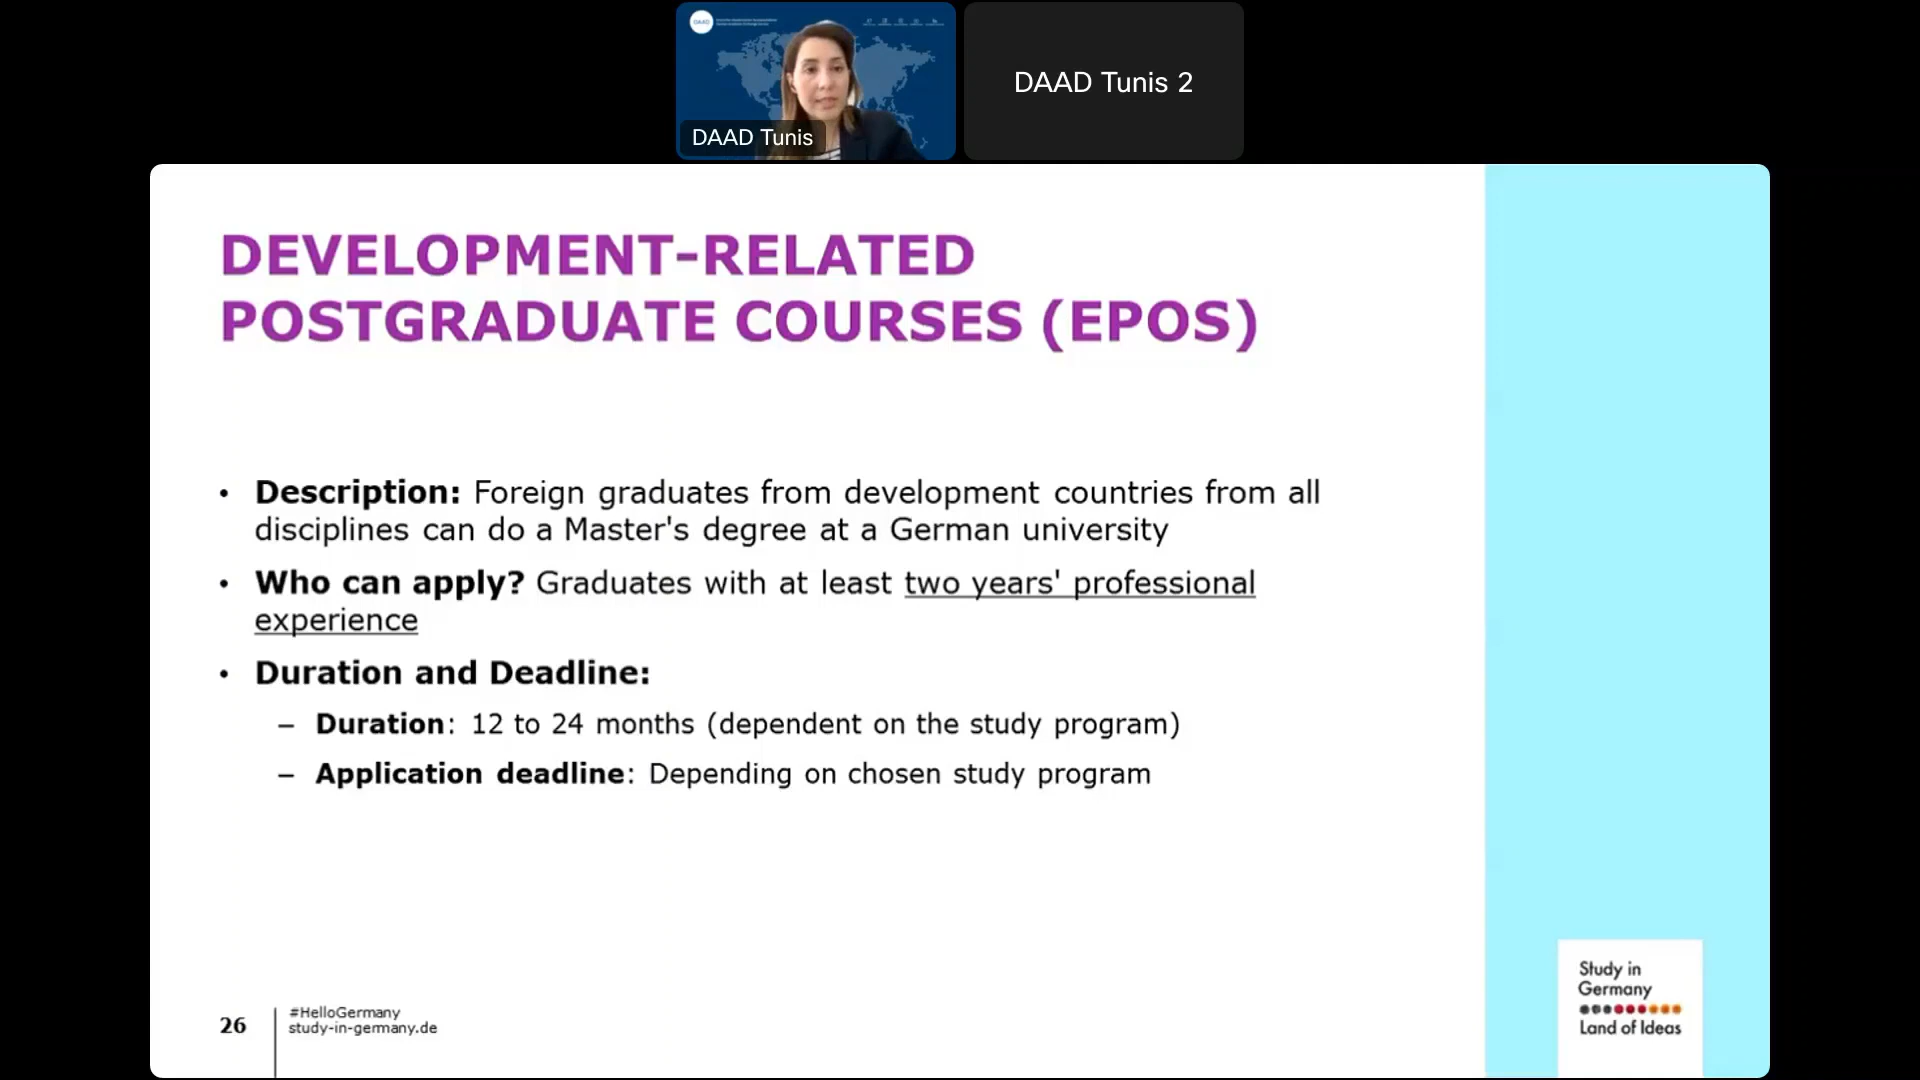 DAAD
DAAD Tunis
DAAD Tunis 2
DEVELOPMENT-RELATED
POSTGRADUATE COURSES (EPOS)
• Description: Foreign graduates from development countries from all
disciplines can do a Master's degree at a German university
• Who can apply? Graduates with at least two years' professional
experience
• Duration and Deadline:
– Duration: 12 to 24 months (dependent on the study program)
– Application deadline: Depending on chosen study program
26
#HelloGermany
study-in-germany.de
Study in
Germany
Land of Ideas